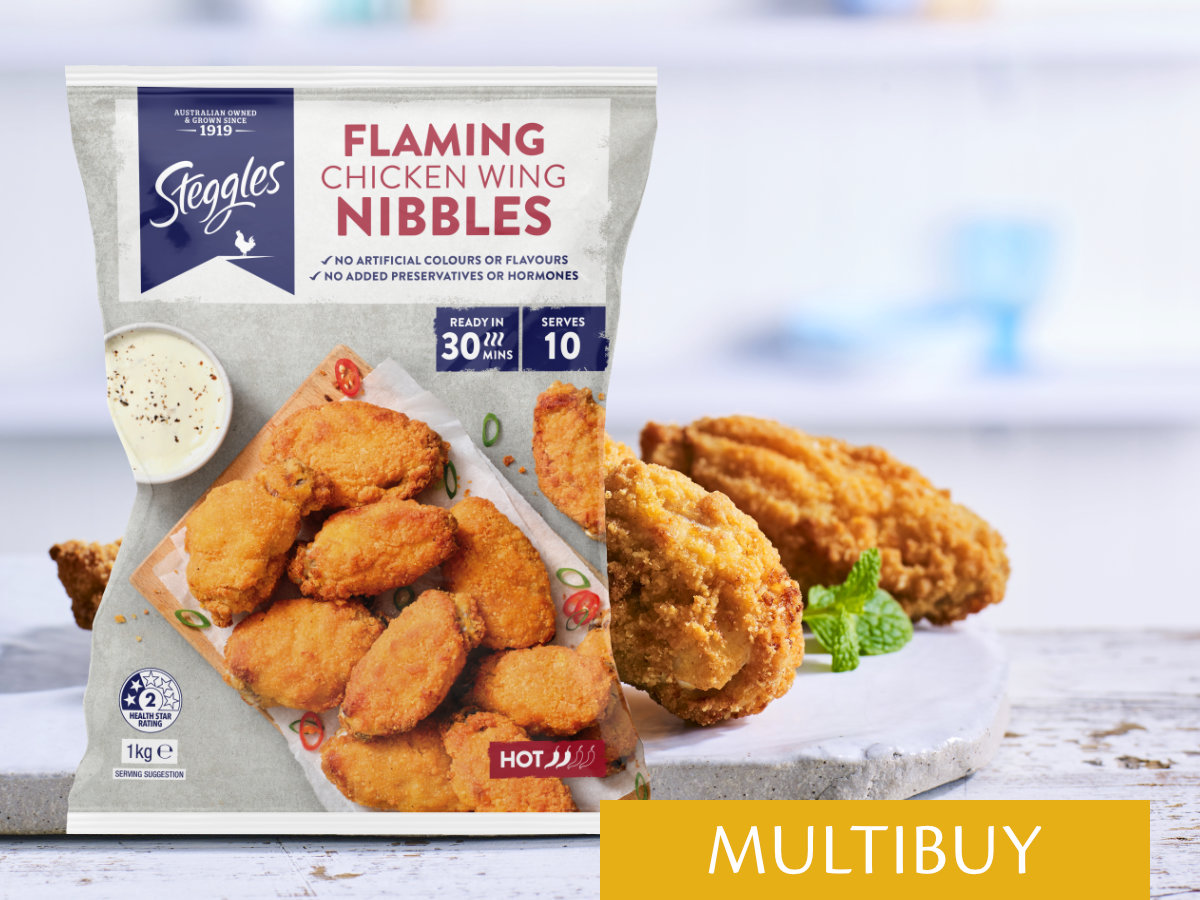 AUSTRALIAN OWNED
& GROWN SINCE
1919
Steggles
FLAMING
CHICKEN WING
NIBBLES
✓NO ARTIFICIAL COLOURS OR FLAVOURS
✓NO ADDED PRESERVATIVES OR HORMONES
READY IN
30 MINS
SERVES
10
2
HEALTH STAR
RATING
1kg ℮
SERVING SUGGESTION
HOT
MULTIBUY